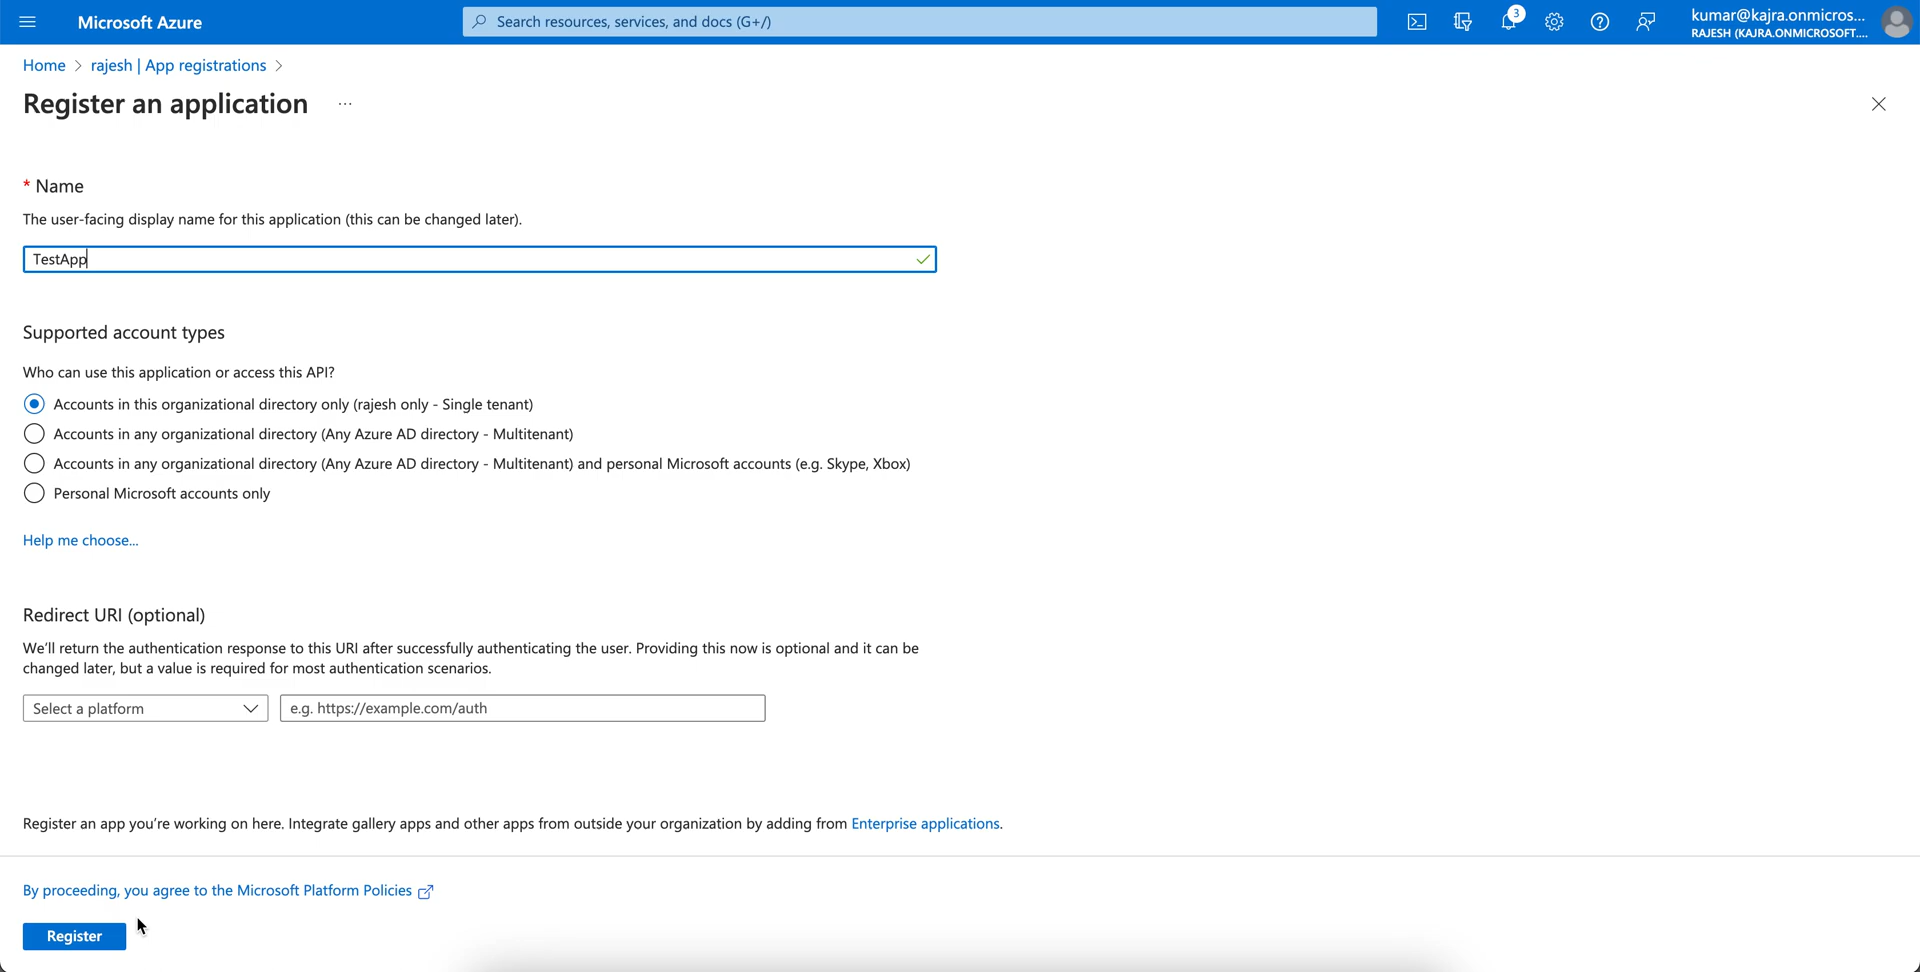 Microsoft Azure
Search resources, services, and docs (G+/)
3
kumar@kajra.onmicros...
RAJESH (KAJRA.ONMICROSOFT....
Home > rajesh | App registrations >
Register an application ...
* Name
The user-facing display name for this application (this can be changed later).
TestApp
Supported account types
Who can use this application or access this API?
Accounts in this organizational directory only (rajesh only - Single tenant)
Accounts in any organizational directory (Any Azure AD directory - Multitenant)
Accounts in any organizational directory (Any Azure AD directory - Multitenant) and personal Microsoft accounts (e.g. Skype, Xbox)
Personal Microsoft accounts only
Help me choose...
Redirect URI (optional)
We'll return the authentication response to this URI after successfully authenticating the user. Providing this now is optional and it can be
changed later, but a value is required for most authentication scenarios.
Select a platform
e.g. https://example.com/auth
Register an app you're working on here. Integrate gallery apps and other apps from outside your organization by adding from Enterprise applications.
By proceeding, you agree to the Microsoft Platform Policies
Register